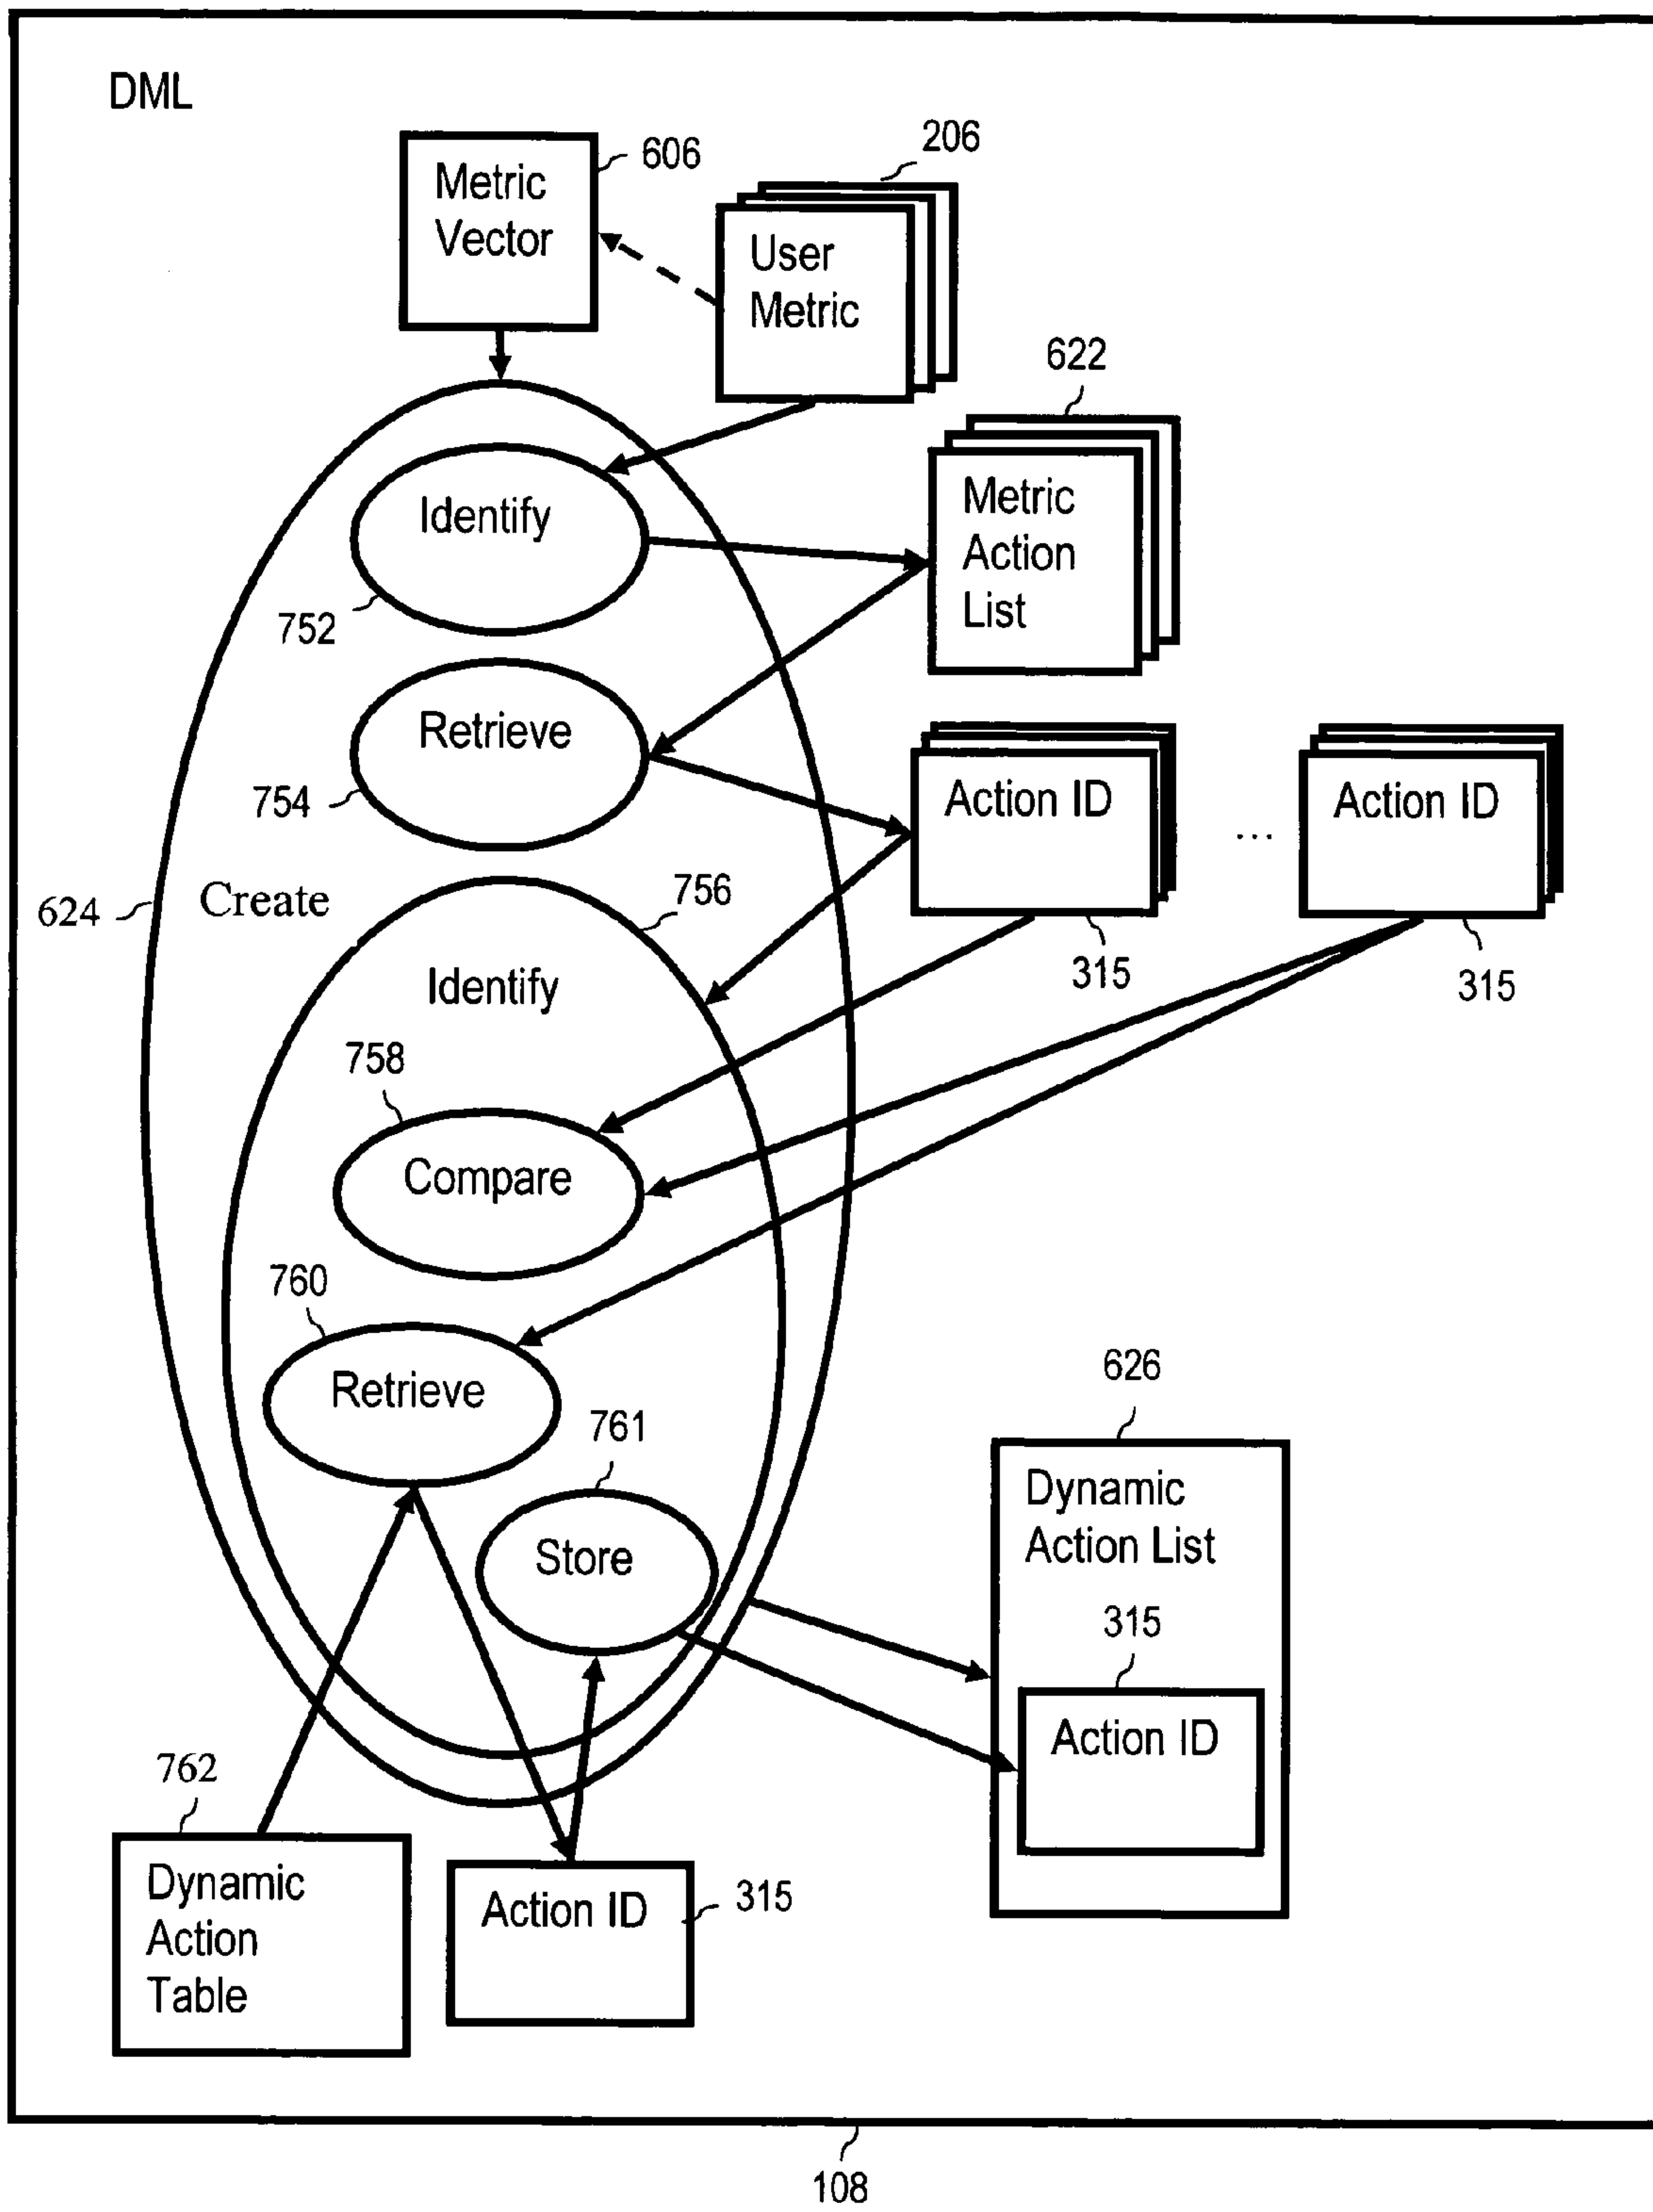 DML
606
Metric
Vector
206
User
Metric
622
Metric
Action
List
Identify
752
Retrieve
754
Action ID
...
Action ID
315
315
624
Create
756
Identify
758
Compare
760
Retrieve
761
Store
626
Dynamic
Action List
315
Action ID
762
Dynamic
Action
Table
Action ID
315
108